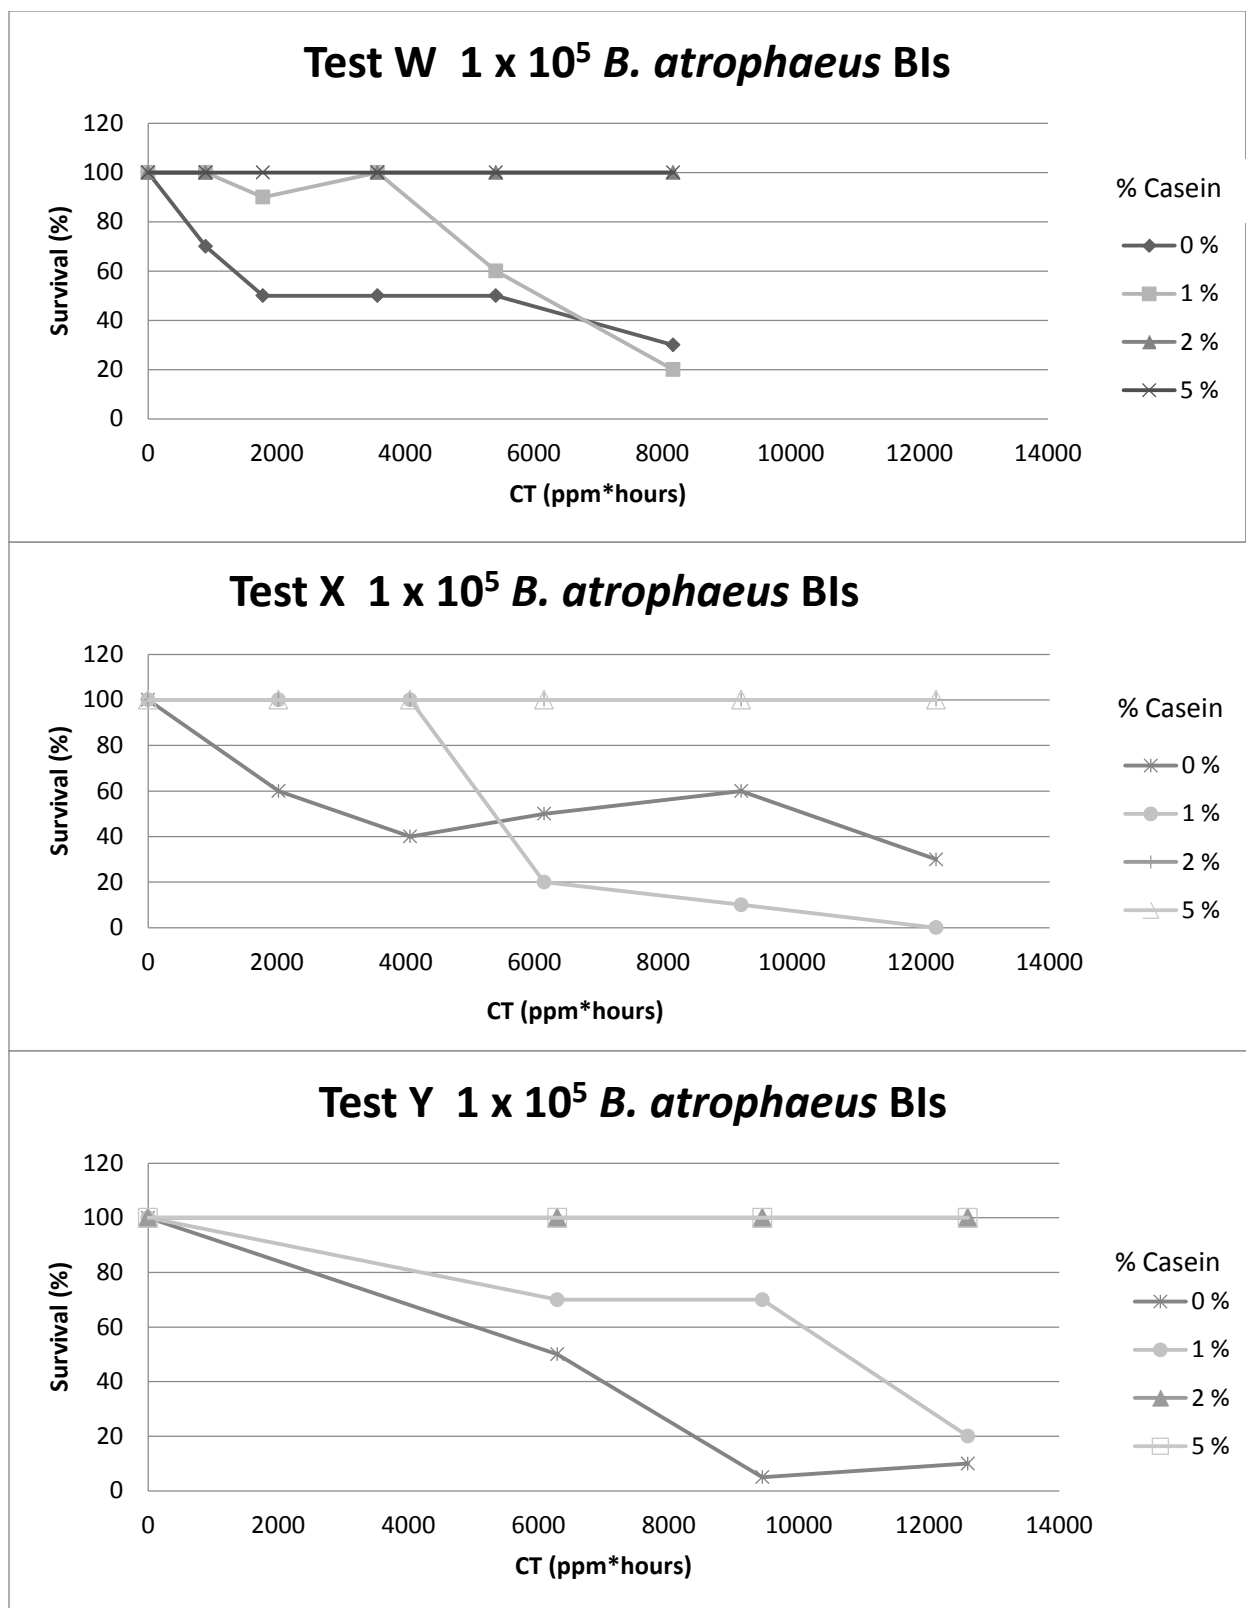 Test W 1 x 10⁵ B. atrophaeus BIs
120
100
80
60
40
20
0
Survival (%)
0 2000 4000 6000 8000 10000 12000 14000
CT (ppm*hours)
% Casein
0 %
1 %
2 %
5 %
Test X 1 x 10⁵ B. atrophaeus BIs
120
100
80
60
40
20
0
Survival (%)
0 2000 4000 6000 8000 10000 12000 14000
CT (ppm*hours)
% Casein
0 %
1 %
2 %
5 %
Test Y 1 x 10⁵ B. atrophaeus BIs
120
100
80
60
40
20
0
Survival (%)
0 2000 4000 6000 8000 10000 12000 14000
CT (ppm*hours)
% Casein
0 %
1 %
2 %
5 %